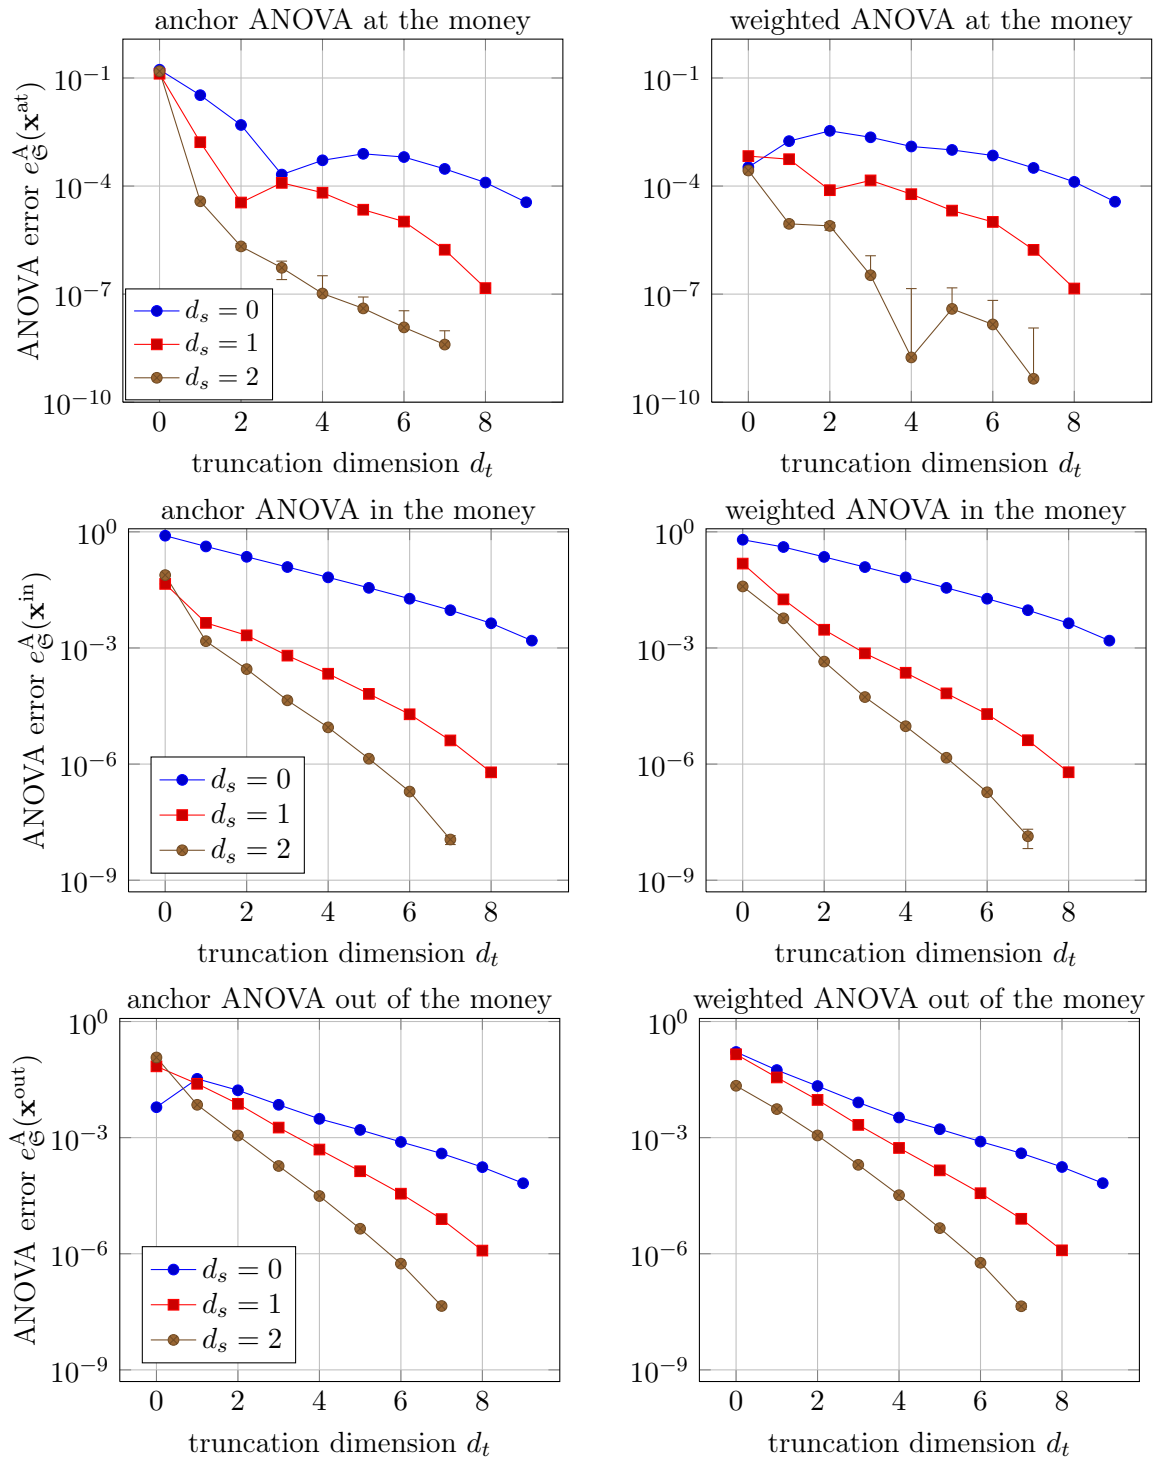 anchor ANOVA at the money
weighted ANOVA at the money
ANOVA error e_𝔖^A(x^at)
10^−1
10^−4
10^−7
10^−10
d_s = 0
d_s = 1
d_s = 2
0 2 4 6 8
truncation dimension d_t
10^−1
10^−4
10^−7
10^−10
0 2 4 6 8
truncation dimension d_t
anchor ANOVA in the money
weighted ANOVA in the money
ANOVA error e_𝔖^A(x^in)
10^0
10^−3
10^−6
10^−9
d_s = 0
d_s = 1
d_s = 2
0 2 4 6 8
truncation dimension d_t
10^0
10^−3
10^−6
10^−9
0 2 4 6 8
truncation dimension d_t
anchor ANOVA out of the money
weighted ANOVA out of the money
ANOVA error e_𝔖^A(x^out)
10^0
10^−3
10^−6
10^−9
d_s = 0
d_s = 1
d_s = 2
0 2 4 6 8
truncation dimension d_t
10^0
10^−3
10^−6
10^−9
0 2 4 6 8
truncation dimension d_t